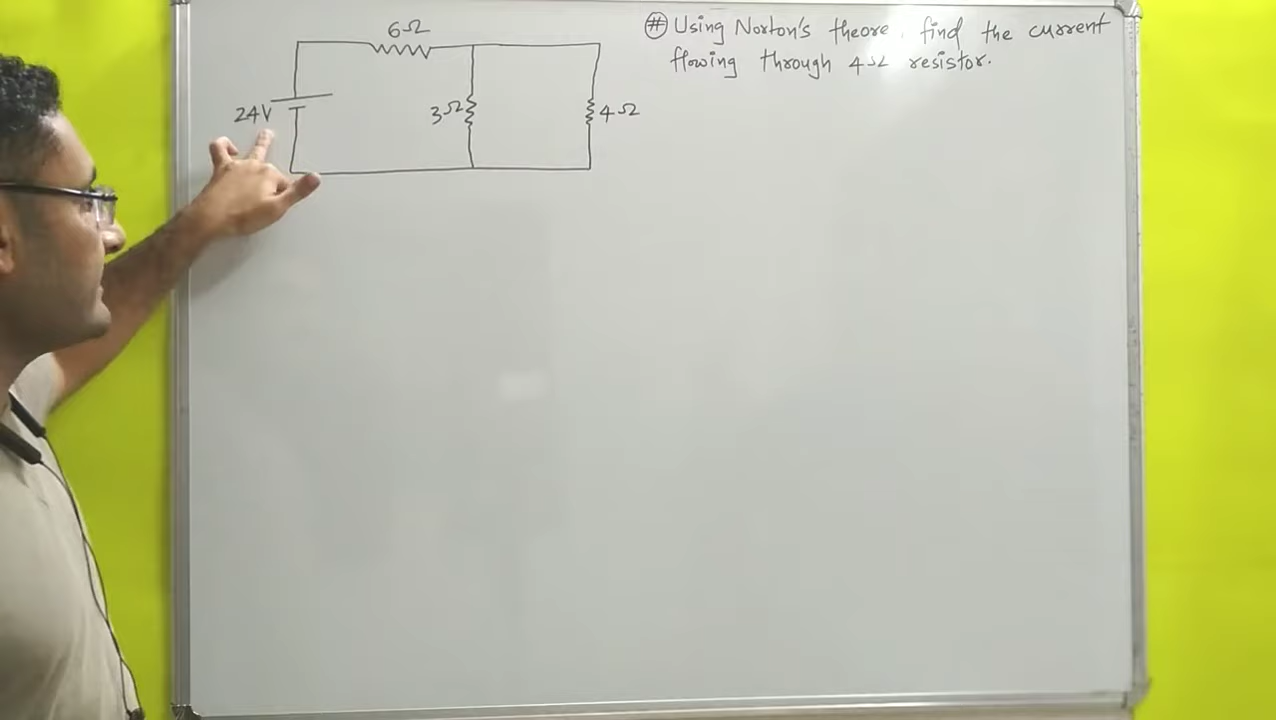 6Ω
# Using Norton's theore. find the current
flowing through 4Ω resistor.
24V
3Ω
4Ω